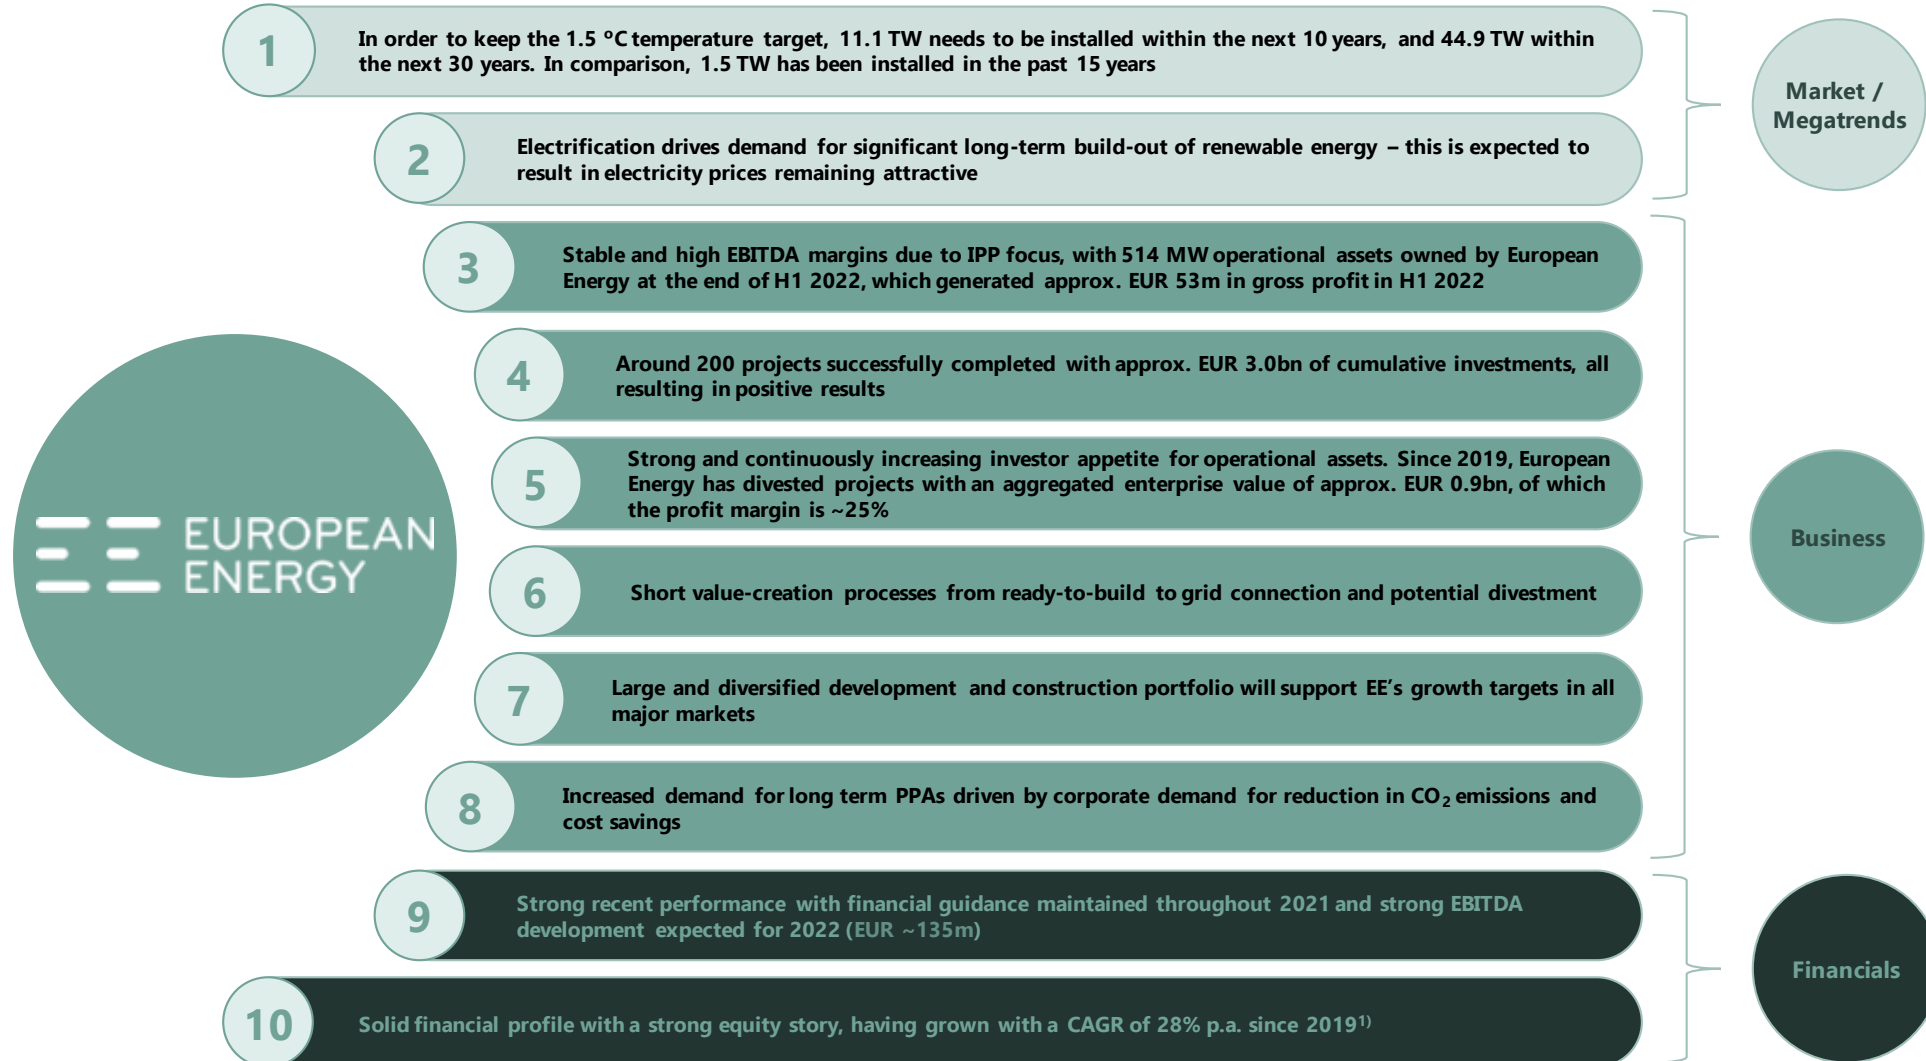 1
In order to keep the 1.5 ºC temperature target, 11.1 TW needs to be installed within the next 10 years, and 44.9 TW within
the next 30 years. In comparison, 1.5 TW has been installed in the past 15 years
2
Electrification drives demand for significant long-term build-out of renewable energy – this is expected to
result in electricity prices remaining attractive
Market /
Megatrends
3
Stable and high EBITDA margins due to IPP focus, with 514 MW operational assets owned by European
Energy at the end of H1 2022, which generated approx. EUR 53m in gross profit in H1 2022
4
Around 200 projects successfully completed with approx. EUR 3.0bn of cumulative investments, all
resulting in positive results
5
Strong and continuously increasing investor appetite for operational assets. Since 2019, European
Energy has divested projects with an aggregated enterprise value of approx. EUR 0.9bn, of which
the profit margin is ~25%
6
Short value-creation processes from ready-to-build to grid connection and potential divestment
7
Large and diversified development and construction portfolio will support EE’s growth targets in all
major markets
8
Increased demand for long term PPAs driven by corporate demand for reduction in CO₂ emissions and
cost savings
Business
EUROPEAN
ENERGY
9
Strong recent performance with financial guidance maintained throughout 2021 and strong EBITDA
development expected for 2022 (EUR ~135m)
10
Solid financial profile with a strong equity story, having grown with a CAGR of 28% p.a. since 2019¹⁾
Financials